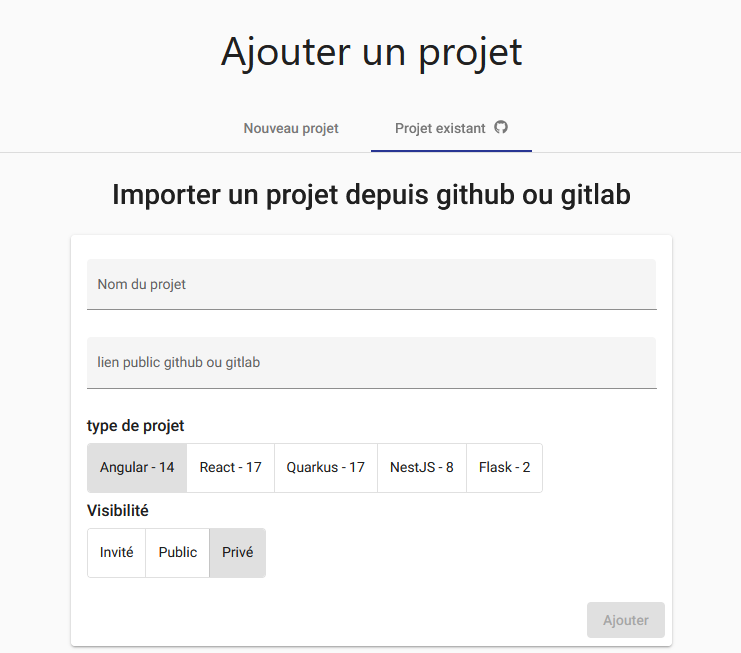 Ajouter un projet
Nouveau projet Projet existant
Importer un projet depuis github ou gitlab
Nom du projet
lien public github ou gitlab
type de projet
Angular - 14 React - 17 Quarkus - 17 NestJS - 8 Flask - 2
Visibilité
Invité Public Privé
Ajouter